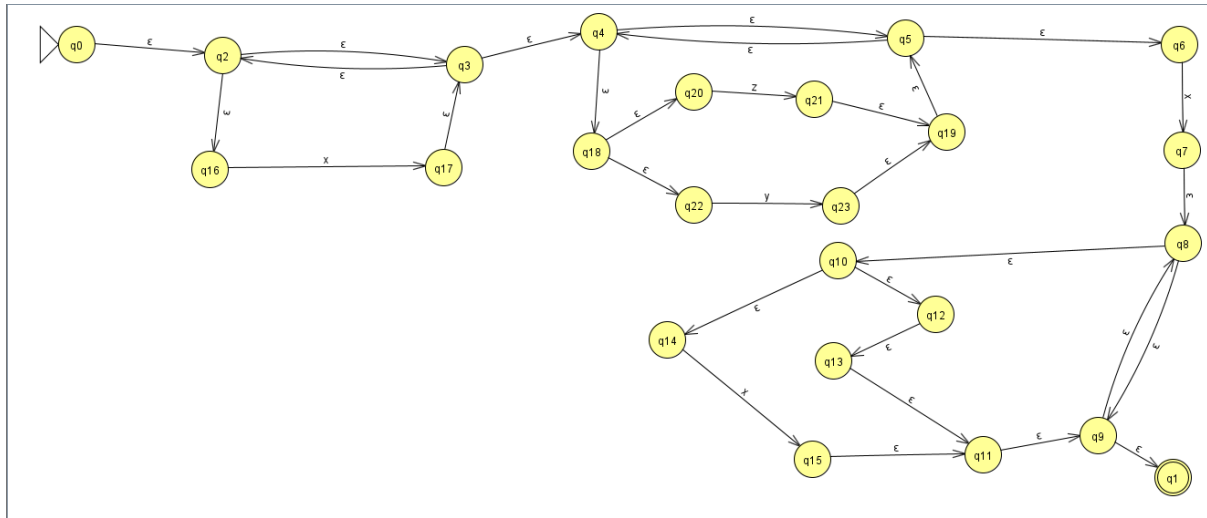 q0 ε q2 ε q3 ε q4 ε q5 ε q6
ε ε
ε ε ε x
q20 z q21 ε q19
ε ε
q16 x q17 q18 q7
ε ε
q22 y q23 ε
q10 ε q8
ε ε
q14 q12
ε
q13
x ε ε ε
q15 ε q11 ε q9 ε q1